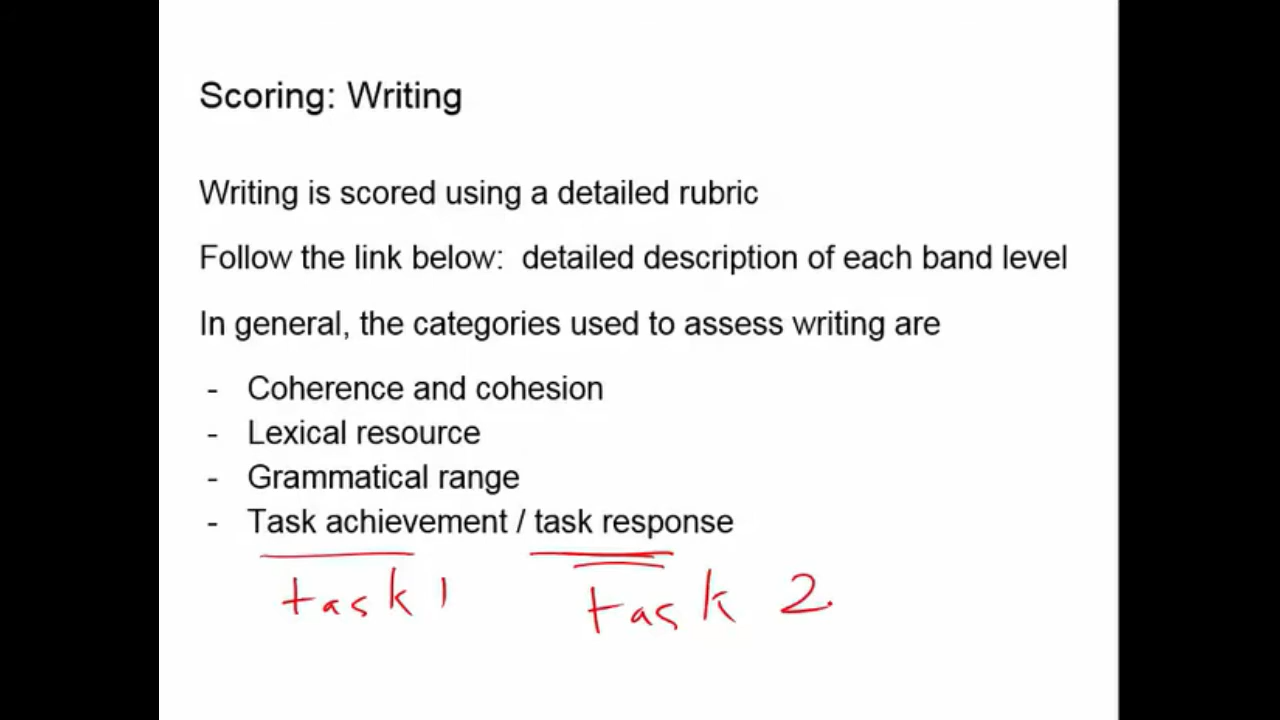 Scoring: Writing
Writing is scored using a detailed rubric
Follow the link below: detailed description of each band level
In general, the categories used to assess writing are
- Coherence and cohesion
- Lexical resource
- Grammatical range
- Task achievement / task response
task 1 task 2.